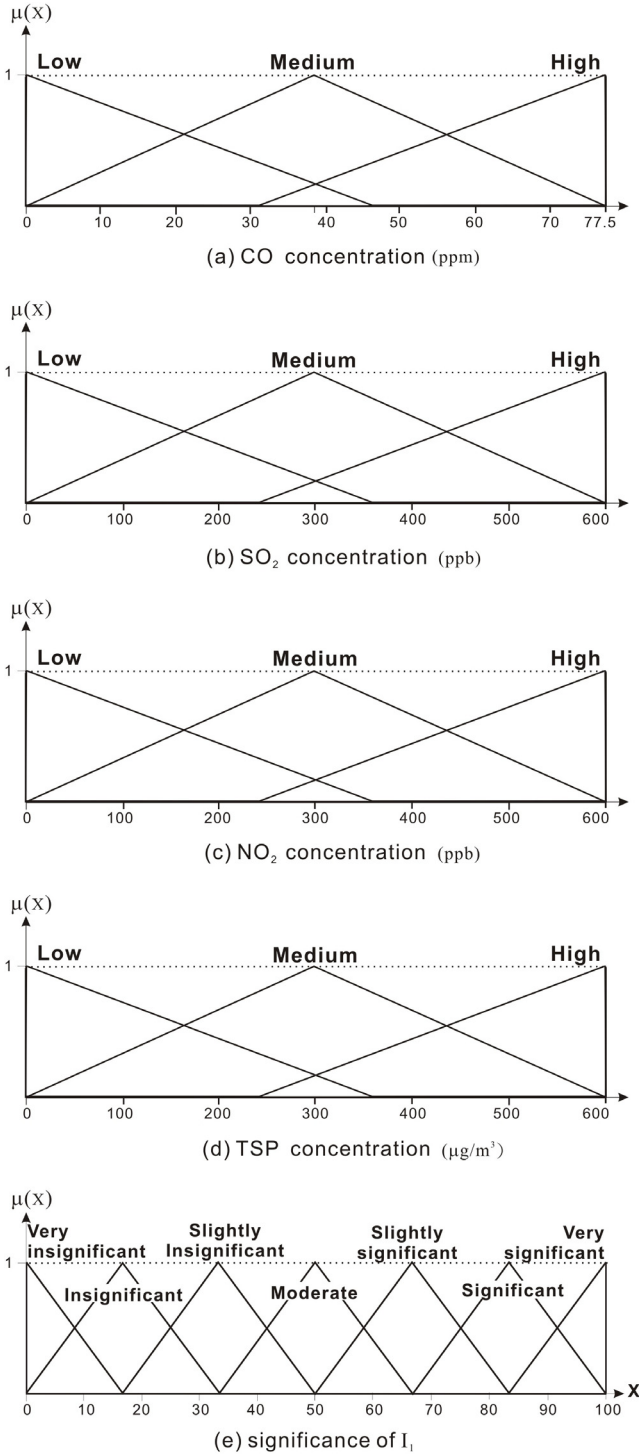 μ(X)
Low Medium High
1
0 10 20 30 40 50 60 70 77.5
(a) CO concentration (ppm)
μ(X)
Low Medium High
1
0 100 200 300 400 500 600
(b) SO₂ concentration (ppb)
μ(X)
Low Medium High
1
0 100 200 300 400 500 600
(c) NO₂ concentration (ppb)
μ(X)
Low Medium High
1
0 100 200 300 400 500 600
(d) TSP concentration (μg/m³)
μ(X)
Very Slightly Slightly Very
insignificant Insignificant significant significant
1
Insignificant Moderate Significant
X
0 10 20 30 40 50 60 70 80 90 100
(e) significance of I₁